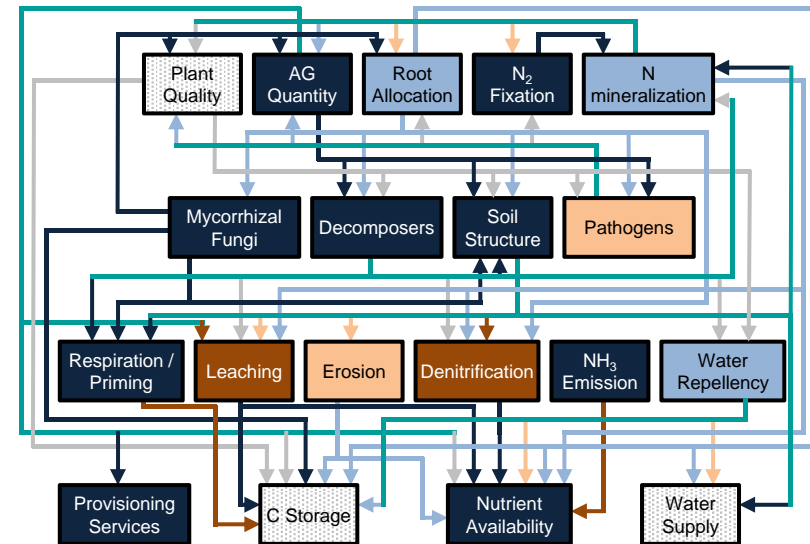 Plant
Quality
AG
Quantity
Root
Allocation
N2
Fixation
N
mineralization
Mycorrhizal
Fungi
Decomposers
Soil
Structure
Pathogens
Respiration /
Priming
Leaching
Erosion
Denitrification
NH3
Emission
Water
Repellency
Provisioning
Services
C Storage
Nutrient
Availability
Water
Supply